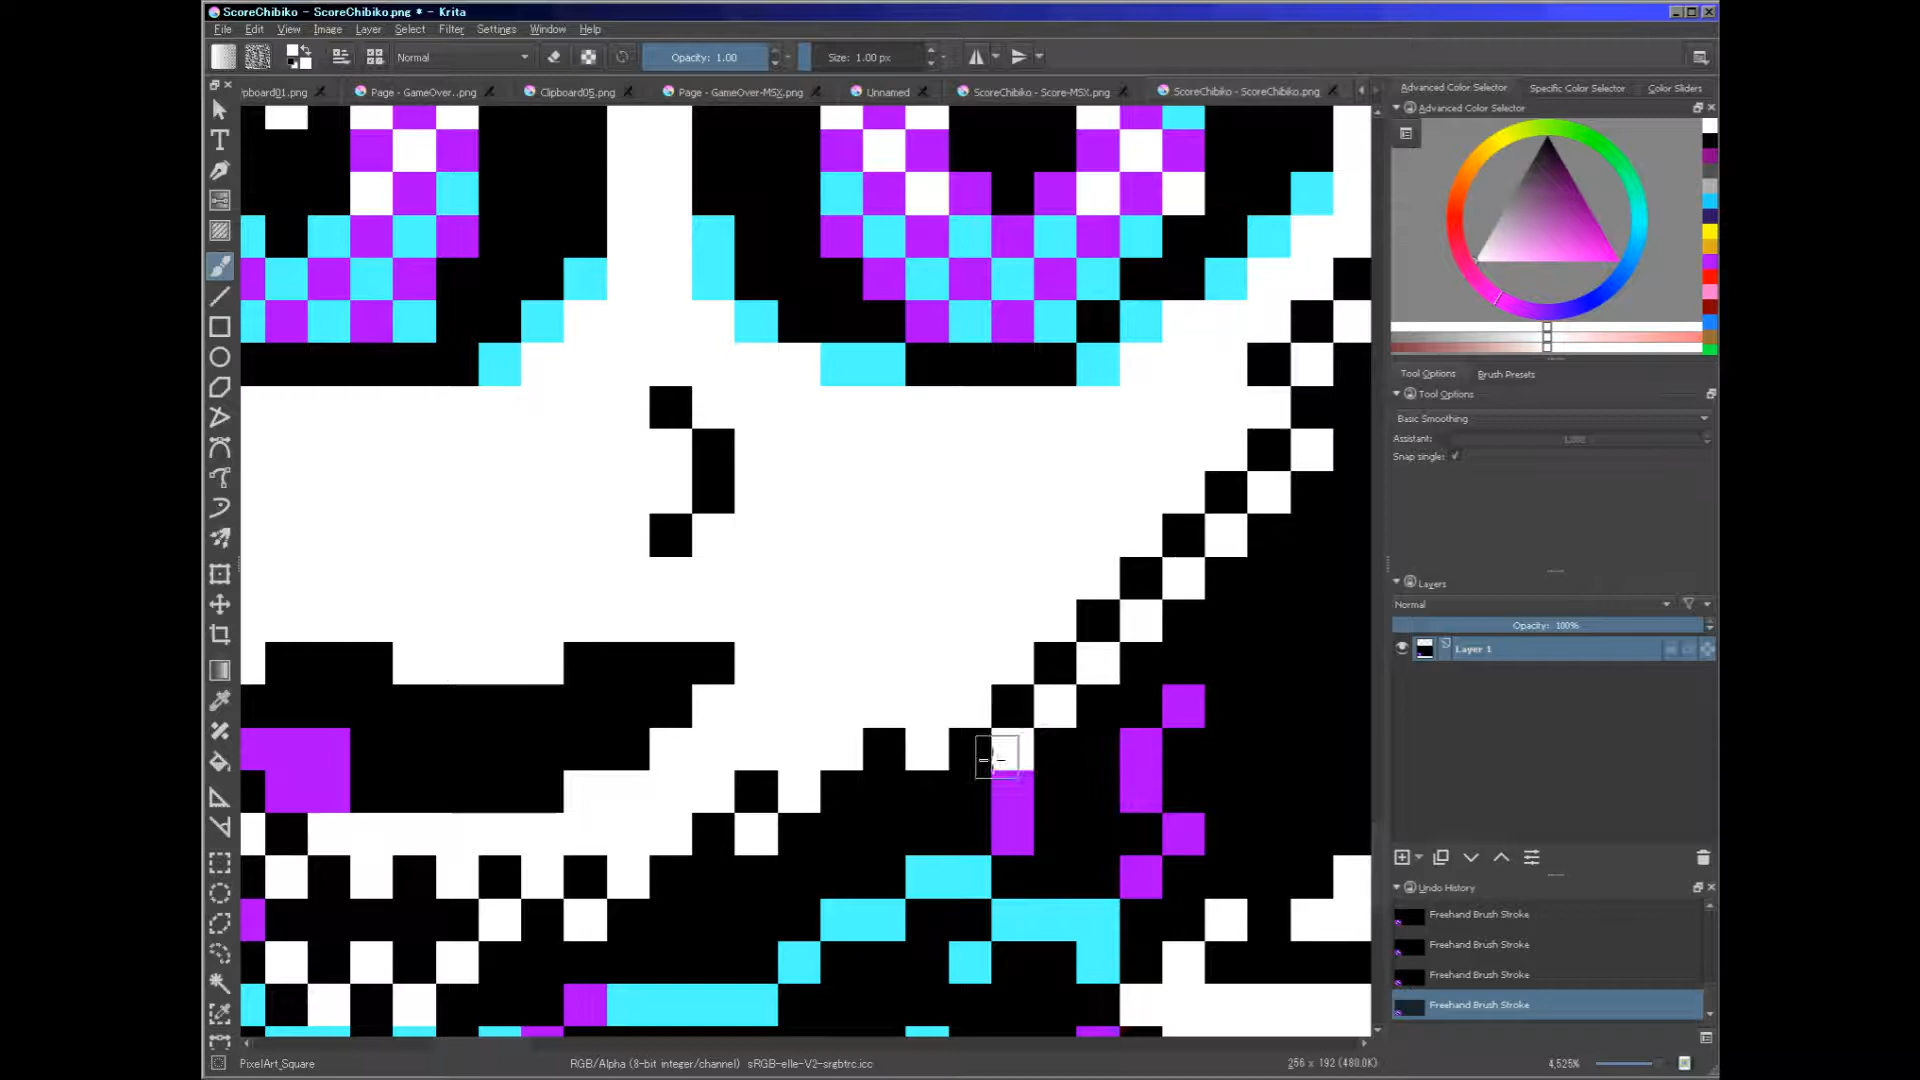 ScoreChibiko – ScoreChibiko.png * – Krita
File Edit View Image Layer Select Filter Settings Window Help
Normal Opacity: 1.00 Size: 1.00 px
ipboard01.png Page - GameOver..png Clipboard05.png Page - GameOver-MSX.png Unnamed ScoreChibiko - Score-MSX.png ScoreChibiko - ScoreChibiko.png
Advanced Color Selector Specific Color Selector Color Sliders
Advanced Color Selector
Tool Options Brush Presets
Tool Options
Basic Smoothing
Assistant:
Snap single:
Layers
Normal
Opacity: 100%
Layer 1
Undo History
Freehand Brush Stroke
Freehand Brush Stroke
Freehand Brush Stroke
Freehand Brush Stroke
PixelArt_Square RGB/Alpha (8-bit integer/channel) sRGB-elle-V2-srgbtrc.icc 256 x 192 (480.0K) 4,525%